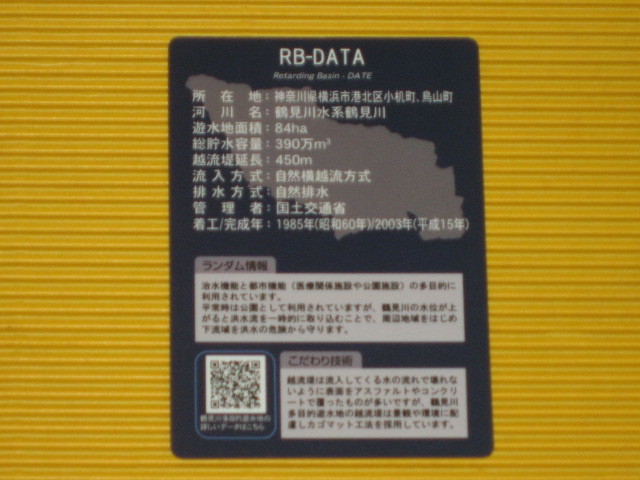 RB-DATA
Retarding Basin - DATE
所在地：神奈川県横浜市港北区小机町、鳥山町
河川名：鶴見川水系鶴見川
遊水地面積：84ha
総貯水容量：390万m³
越流堤延長：450m
流入方式：自然横越流方式
排水方式：自然排水
管理者：国土交通省
着工/完成年：1985年(昭和60年)/2003年(平成15年)
ランダム情報
治水機能と都市機能（医療関係施設や公園施設）の多目的に
利用されています。
平常時は公園として利用されていますが、鶴見川の水位が上
がると洪水流を一時的に取り込むことで、周辺地域をはじめ
下流域を洪水の危険から守ります。
こだわり技術
越流堤は流入してくる水の流れで壊れな
いように表面をアスファルトやコンクリ
ートで覆ったものが多いですが、鶴見川
多目的遊水地の越流堤は景観や環境に配
慮しカゴマット工法を採用しています。
鶴見川多目的遊水地の
詳しいデータはこちら